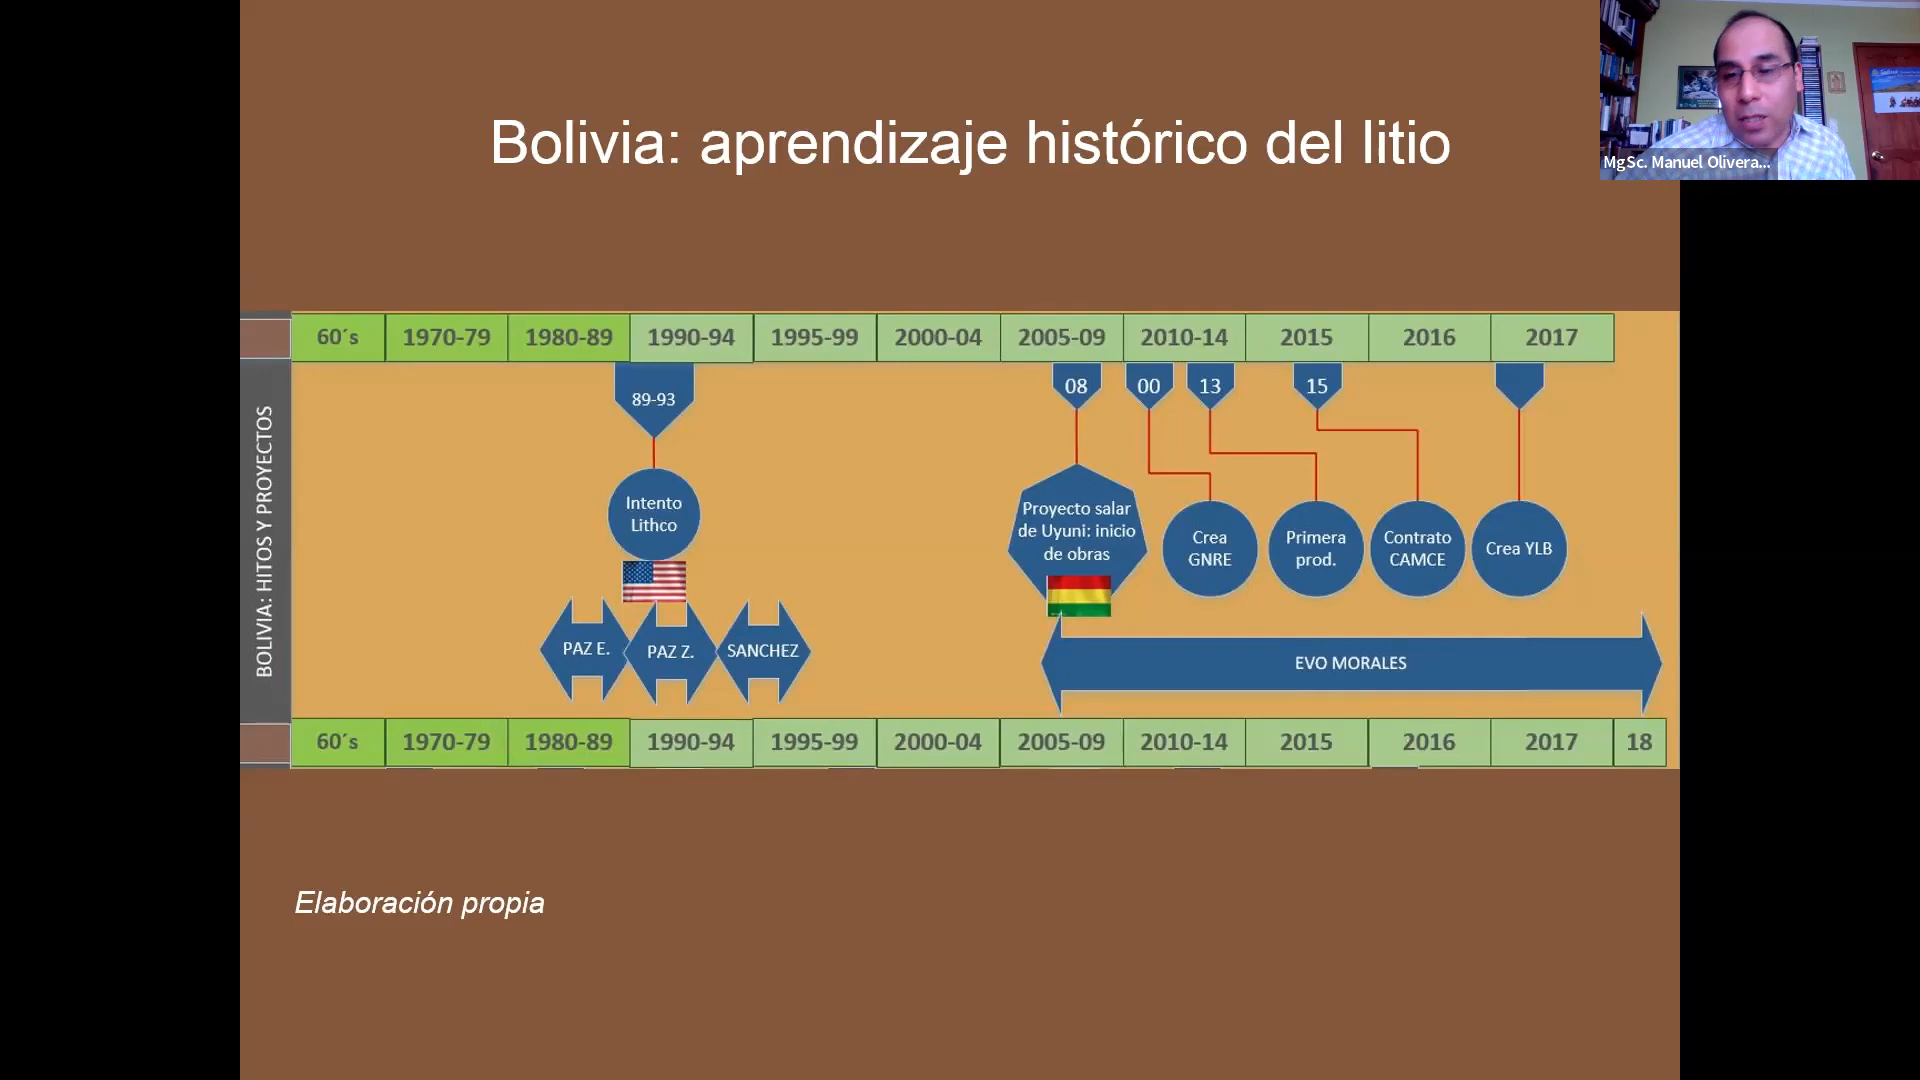 Bolivia: aprendizaje histórico del litio
MgSc. Manuel Olivera...
60´s 1970-79 1980-89 1990-94 1995-99 2000-04 2005-09 2010-14 2015 2016 2017
89-93
08
00
13
15
BOLIVIA: HITOS Y PROYECTOS
Intento
Lithco
Proyecto salar
de Uyuni: inicio
de obras
Crea
GNRE
Primera
prod.
Contrato
CAMCE
Crea YLB
PAZ E.
PAZ Z.
SANCHEZ
EVO MORALES
60´s 1970-79 1980-89 1990-94 1995-99 2000-04 2005-09 2010-14 2015 2016 2017 18
Elaboración propia